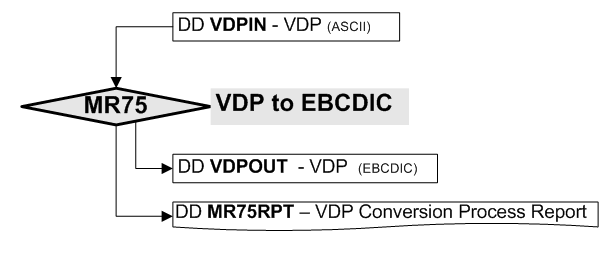 DD VDPIN - VDP (ASCII)
MR75 VDP to EBCDIC
DD VDPOUT - VDP (EBCDIC)
DD MR75RPT – VDP Conversion Process Report